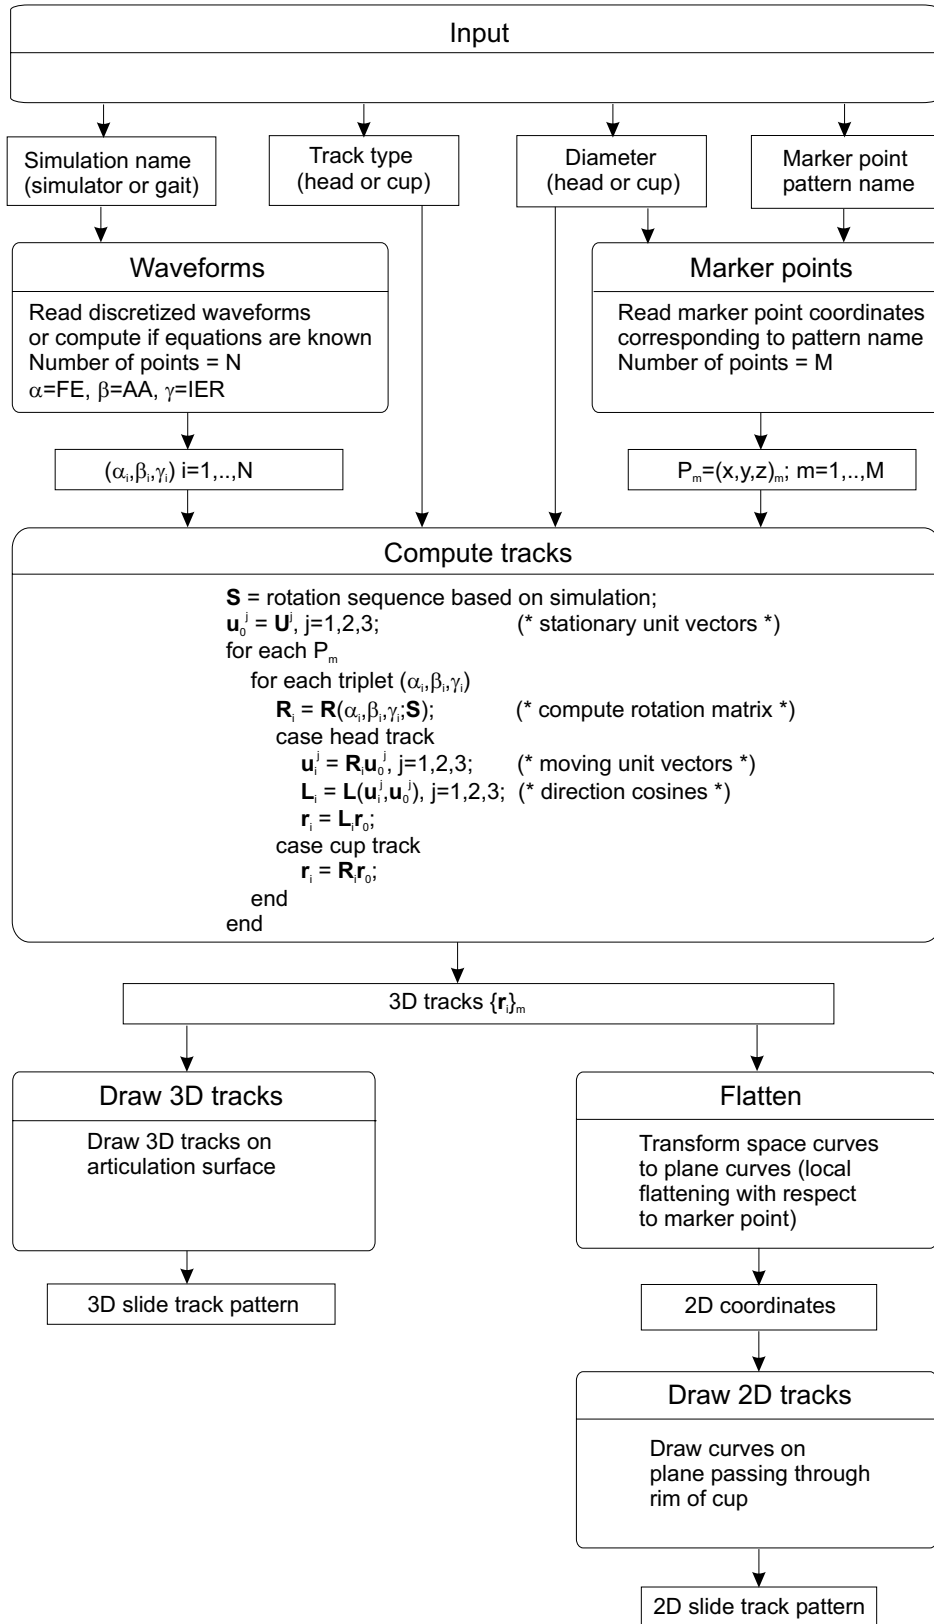 Input
Simulation name
(simulator or gait)
Track type
(head or cup)
Diameter
(head or cup)
Marker point
pattern name
Waveforms
Read discretized waveforms
or compute if equations are known
Number of points = N
α=FE, β=AA, γ=IER
Marker points
Read marker point coordinates
corresponding to pattern name
Number of points = M
(αᵢ,βᵢ,γᵢ) i=1,..,N
Pₘ=(x,y,z)ₘ; m=1,..,M
Compute tracks
S = rotation sequence based on simulation;
u₀ʲ = Uʲ, j=1,2,3; (* stationary unit vectors *)
for each Pₘ
for each triplet (αᵢ,βᵢ,γᵢ)
Rᵢ = R(αᵢ,βᵢ,γᵢ;S); (* compute rotation matrix *)
case head track
uᵢʲ = Rᵢu₀ʲ, j=1,2,3; (* moving unit vectors *)
Lᵢ = L(uᵢʲ,u₀ʲ), j=1,2,3; (* direction cosines *)
rᵢ = Lᵢr₀;
case cup track
rᵢ = Rᵢr₀;
end
end
3D tracks {rᵢ}ₘ
Draw 3D tracks
Draw 3D tracks on
articulation surface
3D slide track pattern
Flatten
Transform space curves
to plane curves (local
flattening with respect
to marker point)
2D coordinates
Draw 2D tracks
Draw curves on
plane passing through
rim of cup
2D slide track pattern